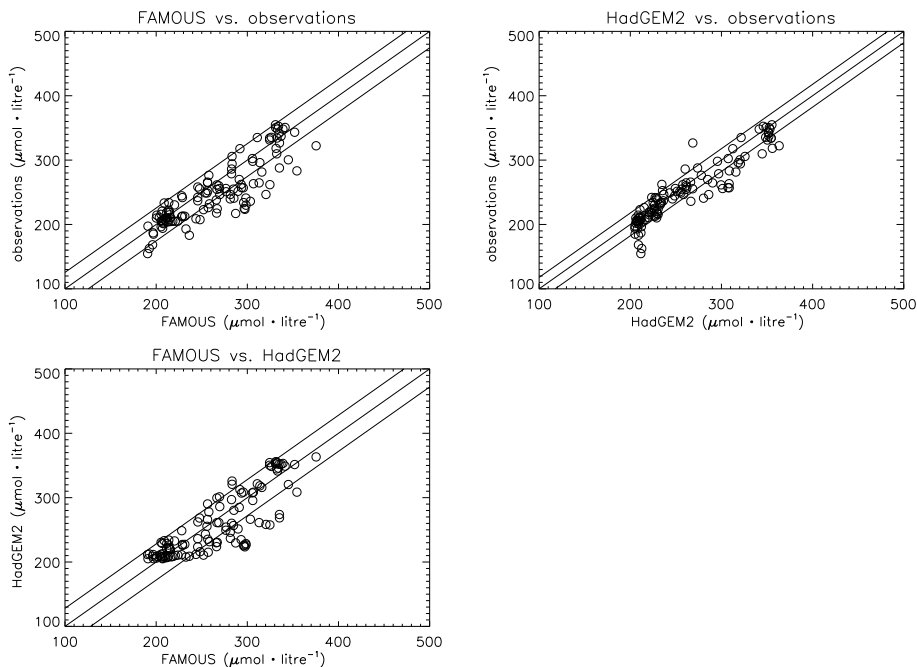 FAMOUS vs. observations
500
400
300
200
100
observations (μmol • litre⁻¹)
100 200 300 400 500
FAMOUS (μmol • litre⁻¹)
HadGEM2 vs. observations
500
400
300
200
100
observations (μmol • litre⁻¹)
100 200 300 400 500
HadGEM2 (μmol • litre⁻¹)
FAMOUS vs. HadGEM2
500
400
300
200
100
HadGEM2 (μmol • litre⁻¹)
100 200 300 400 500
FAMOUS (μmol • litre⁻¹)